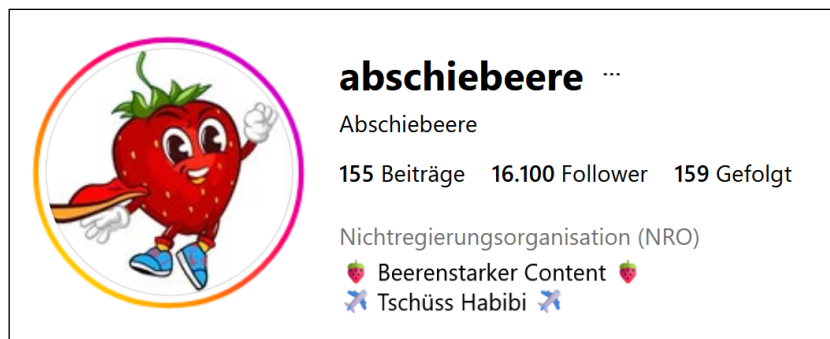 abschiebeere ...
Abschiebeere
155 Beiträge 16.100 Follower 159 Gefolgt
Nichtregierungsorganisation (NRO)
🍓 Beerenstarker Content 🍓
✈️ Tschüss Habibi ✈️